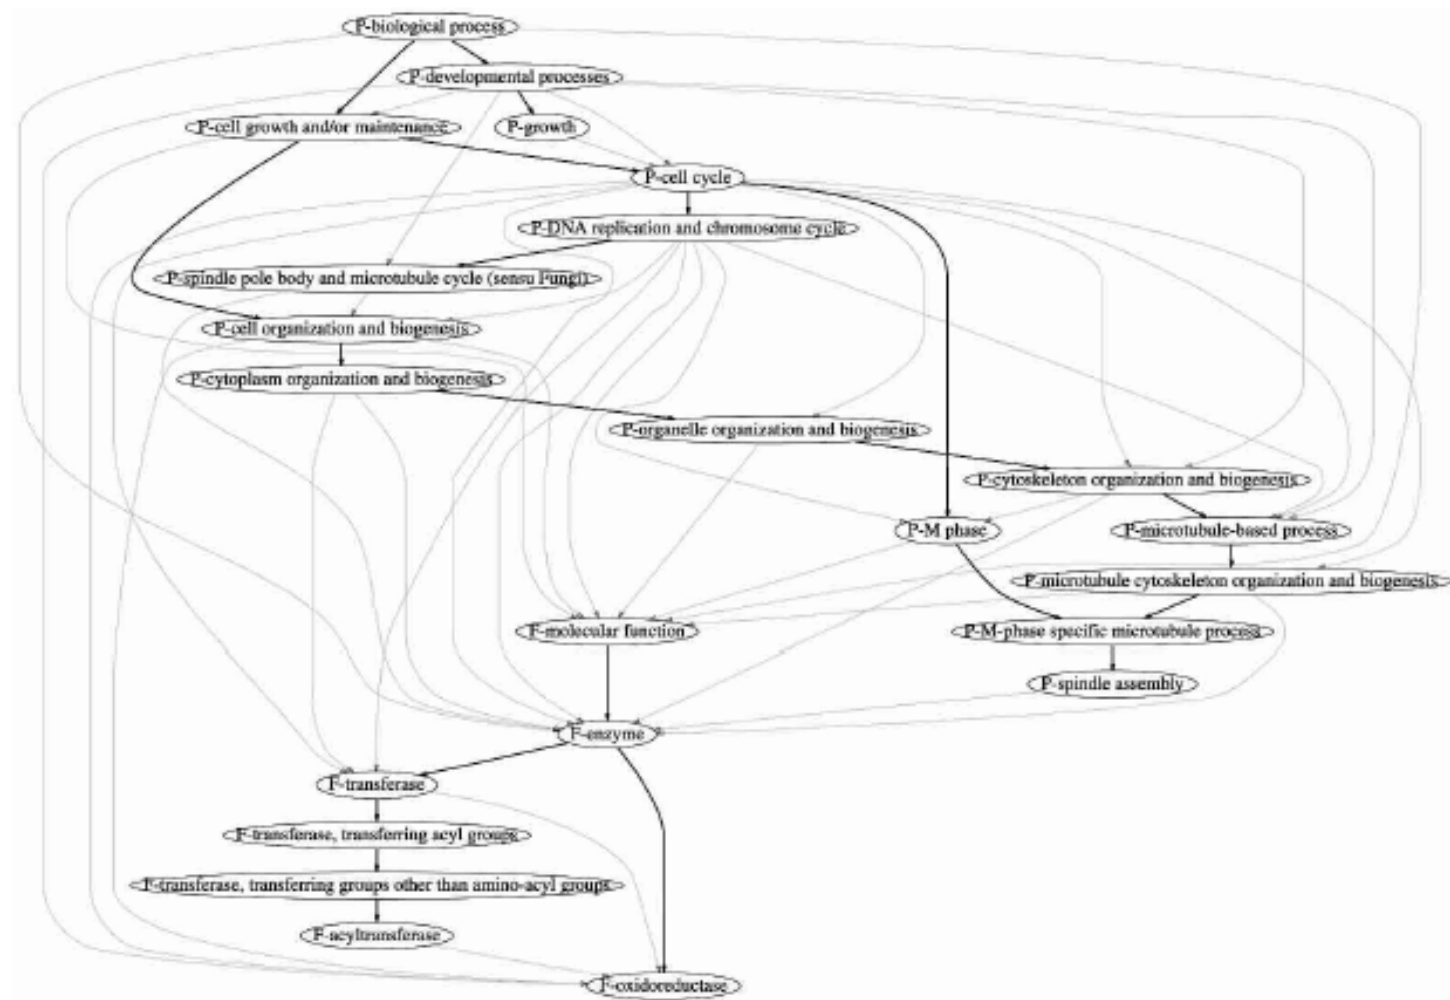 P-biological process
P-developmental processes
P-cell growth and/or maintenance
P-growth
P-cell cycle
P-DNA replication and chromosome cycle
P-spindle pole body and microtubule cycle (sensu Fungi)
P-cell organization and biogenesis
P-cytoplasm organization and biogenesis
P-organelle organization and biogenesis
P-cytoskeleton organization and biogenesis
P-M phase
P-microtubule-based process
P-microtubule cytoskeleton organization and biogenesis
F-molecular function
P-M-phase specific microtubule process
P-spindle assembly
F-enzyme
F-transferase
F-transferase, transferring acyl groups
F-transferase, transferring groups other than amino-acyl groups
F-acyltransferase
F-oxidoreductase